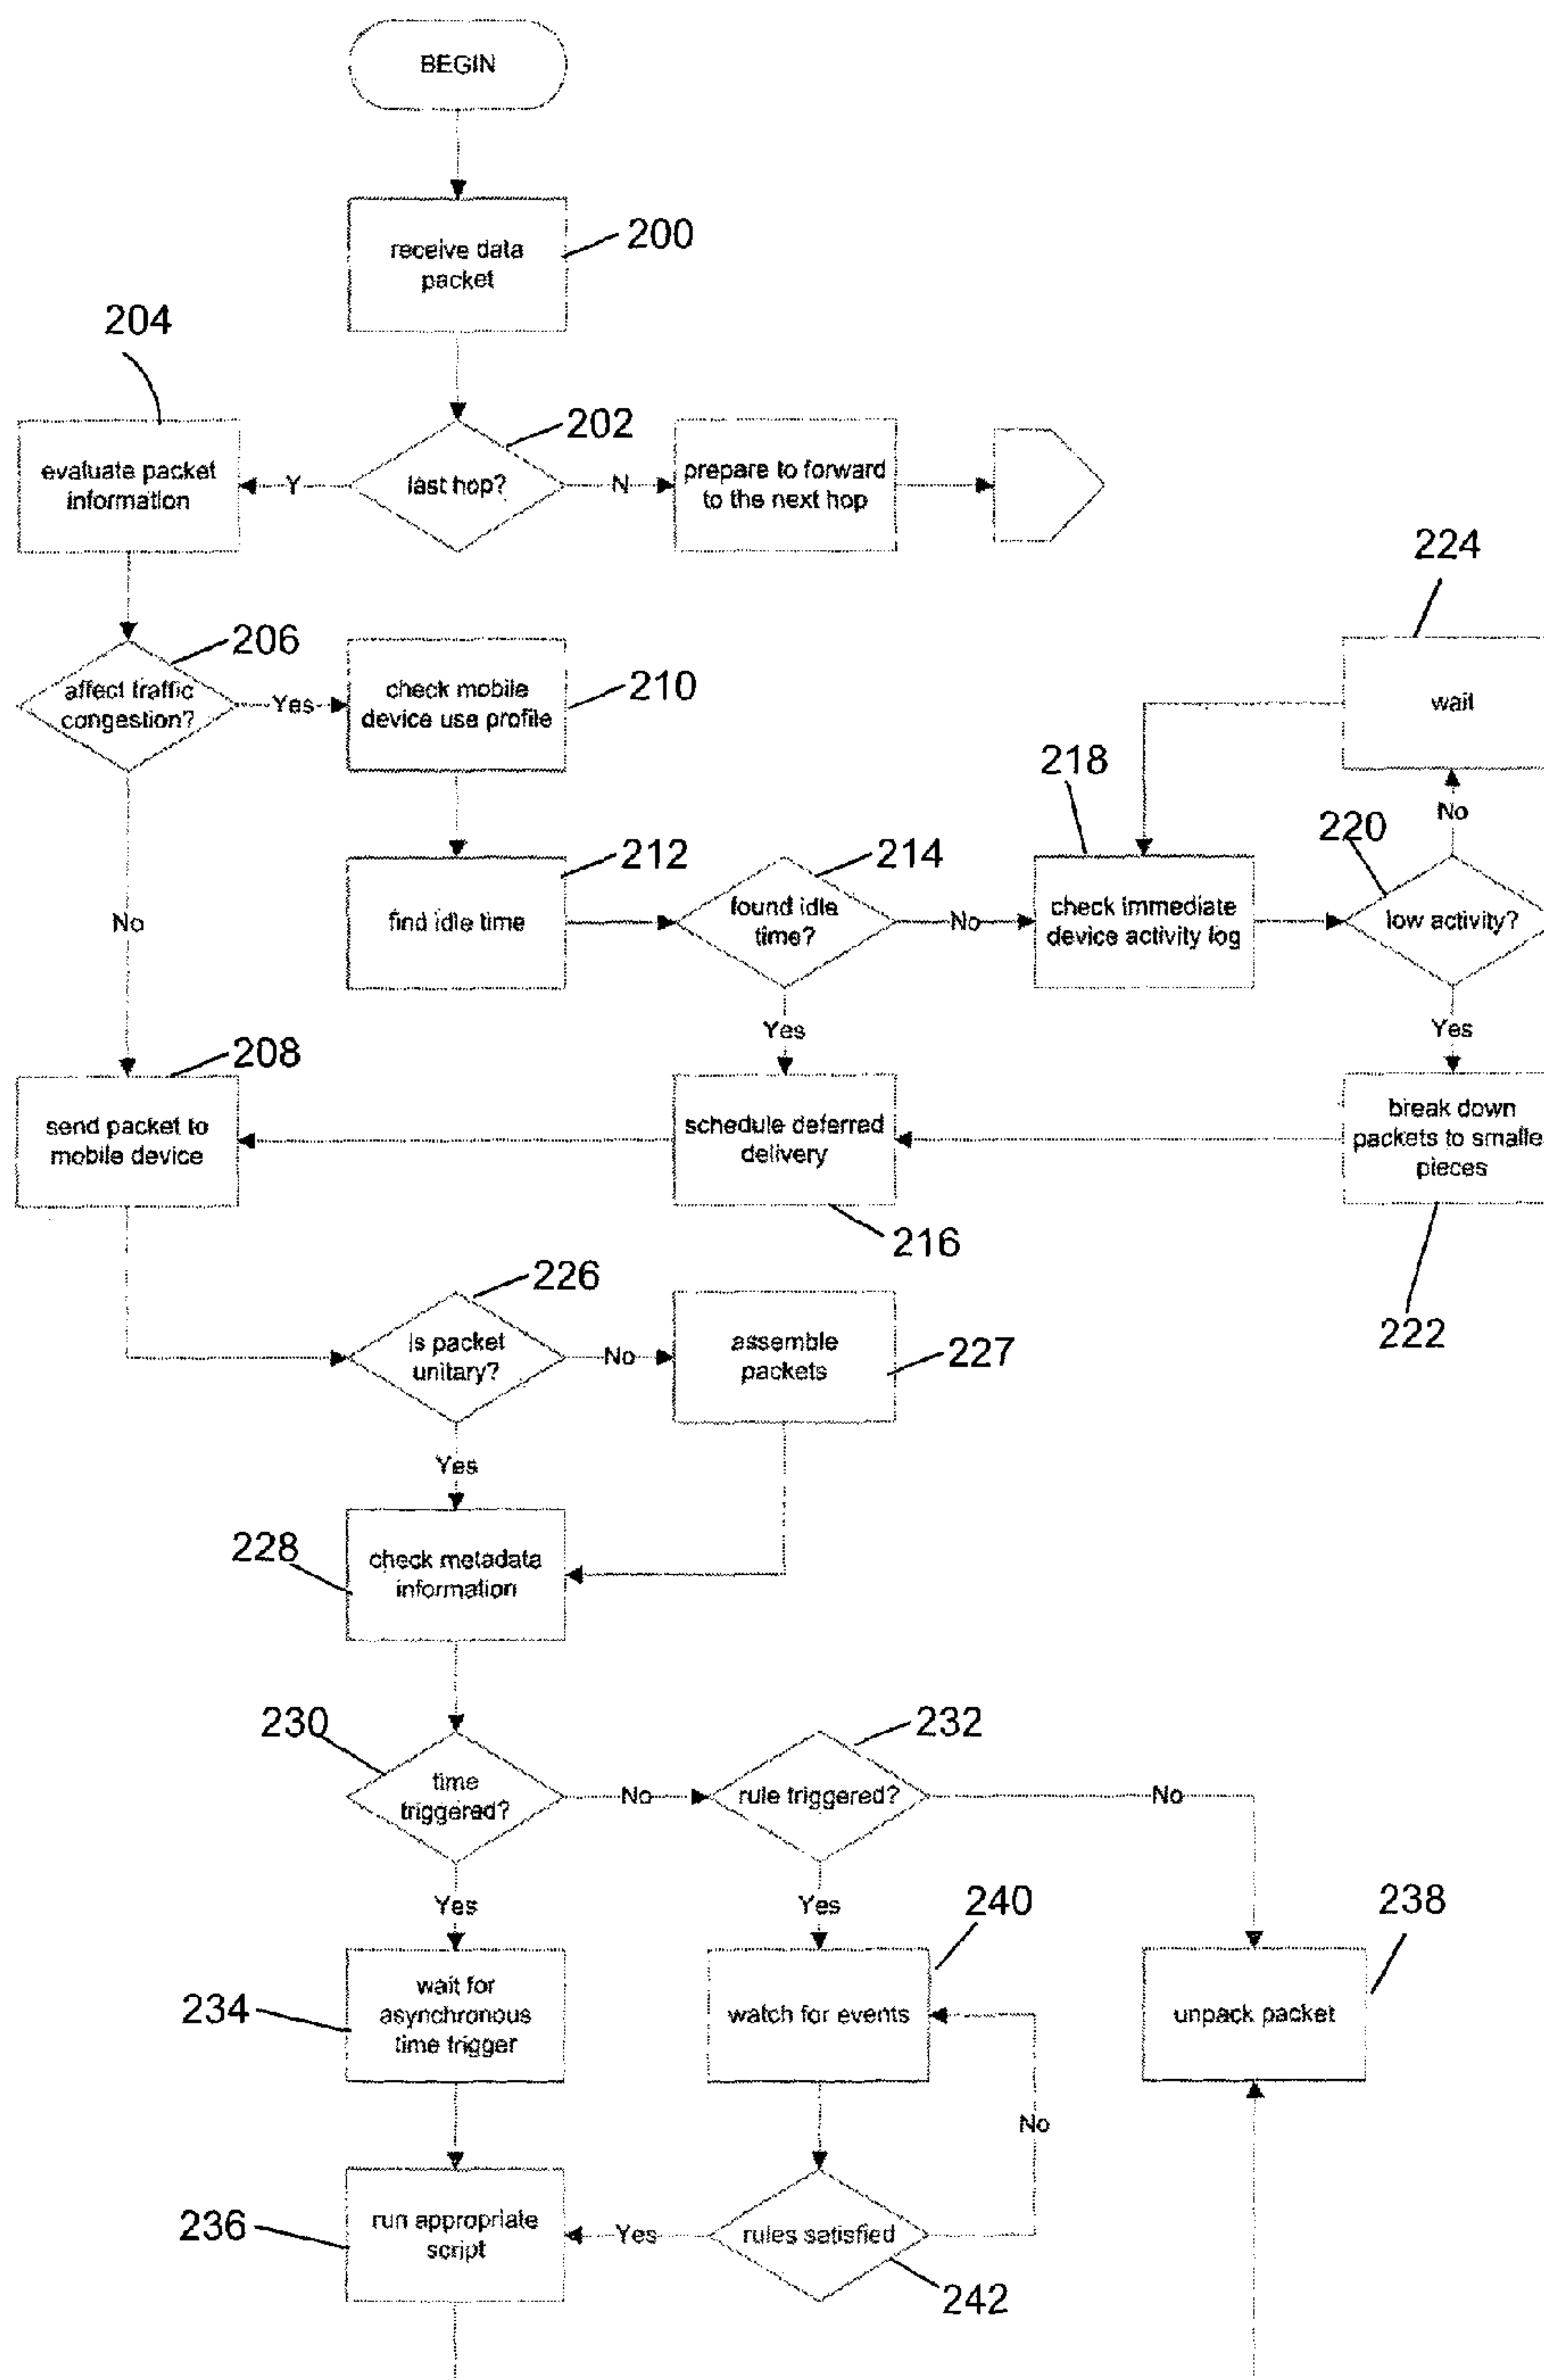 BEGIN
receive data
packet
200
204
202
evaluate packet
information
Y
last hop?
N
prepare to forward
to the next hop
224
206
affect traffic
congestion?
Yes
check mobile
device use profile
210
wait
218
No
220
212
214
No
find idle time
found idle
time?
No
check immediate
device activity log
low activity?
Yes
Yes
208
send packet to
mobile device
schedule deferred
delivery
break down
packets to smalle
pieces
216
226
222
is packet
unitary?
No
assemble
packets
227
Yes
228
check metadata
information
230
232
time
triggered?
No
rule triggered?
No
Yes
Yes
240
238
234
wait for
asynchronous
time trigger
watch for events
unpack packet
No
236
run appropriate
script
Yes
rules satisfied
242